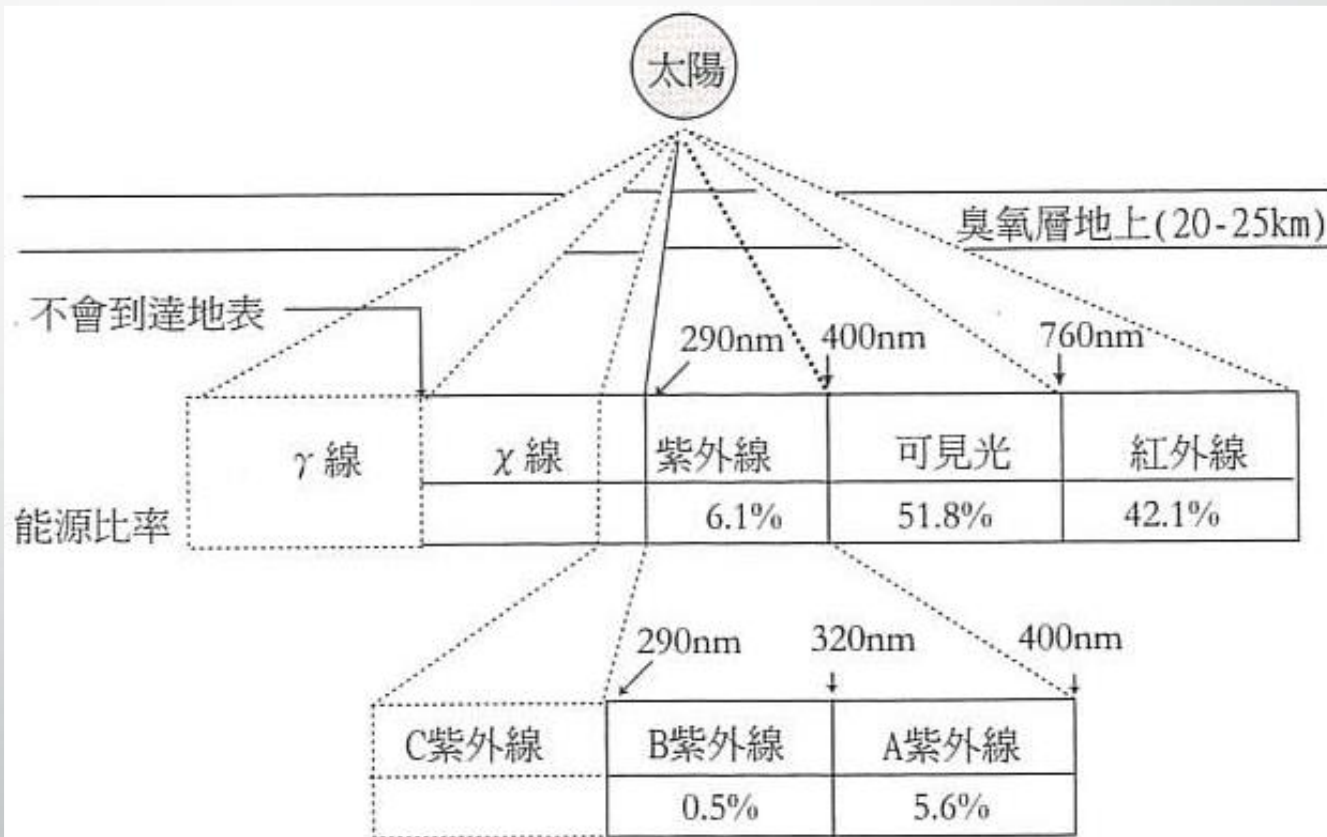 太陽
臭氧層地上(20-25km)
不會到達地表
290nm 400nm 760nm
γ線 χ線 紫外線 可見光 紅外線
能源比率 6.1% 51.8% 42.1%
290nm 320nm 400nm
C紫外線 B紫外線 A紫外線
0.5% 5.6%